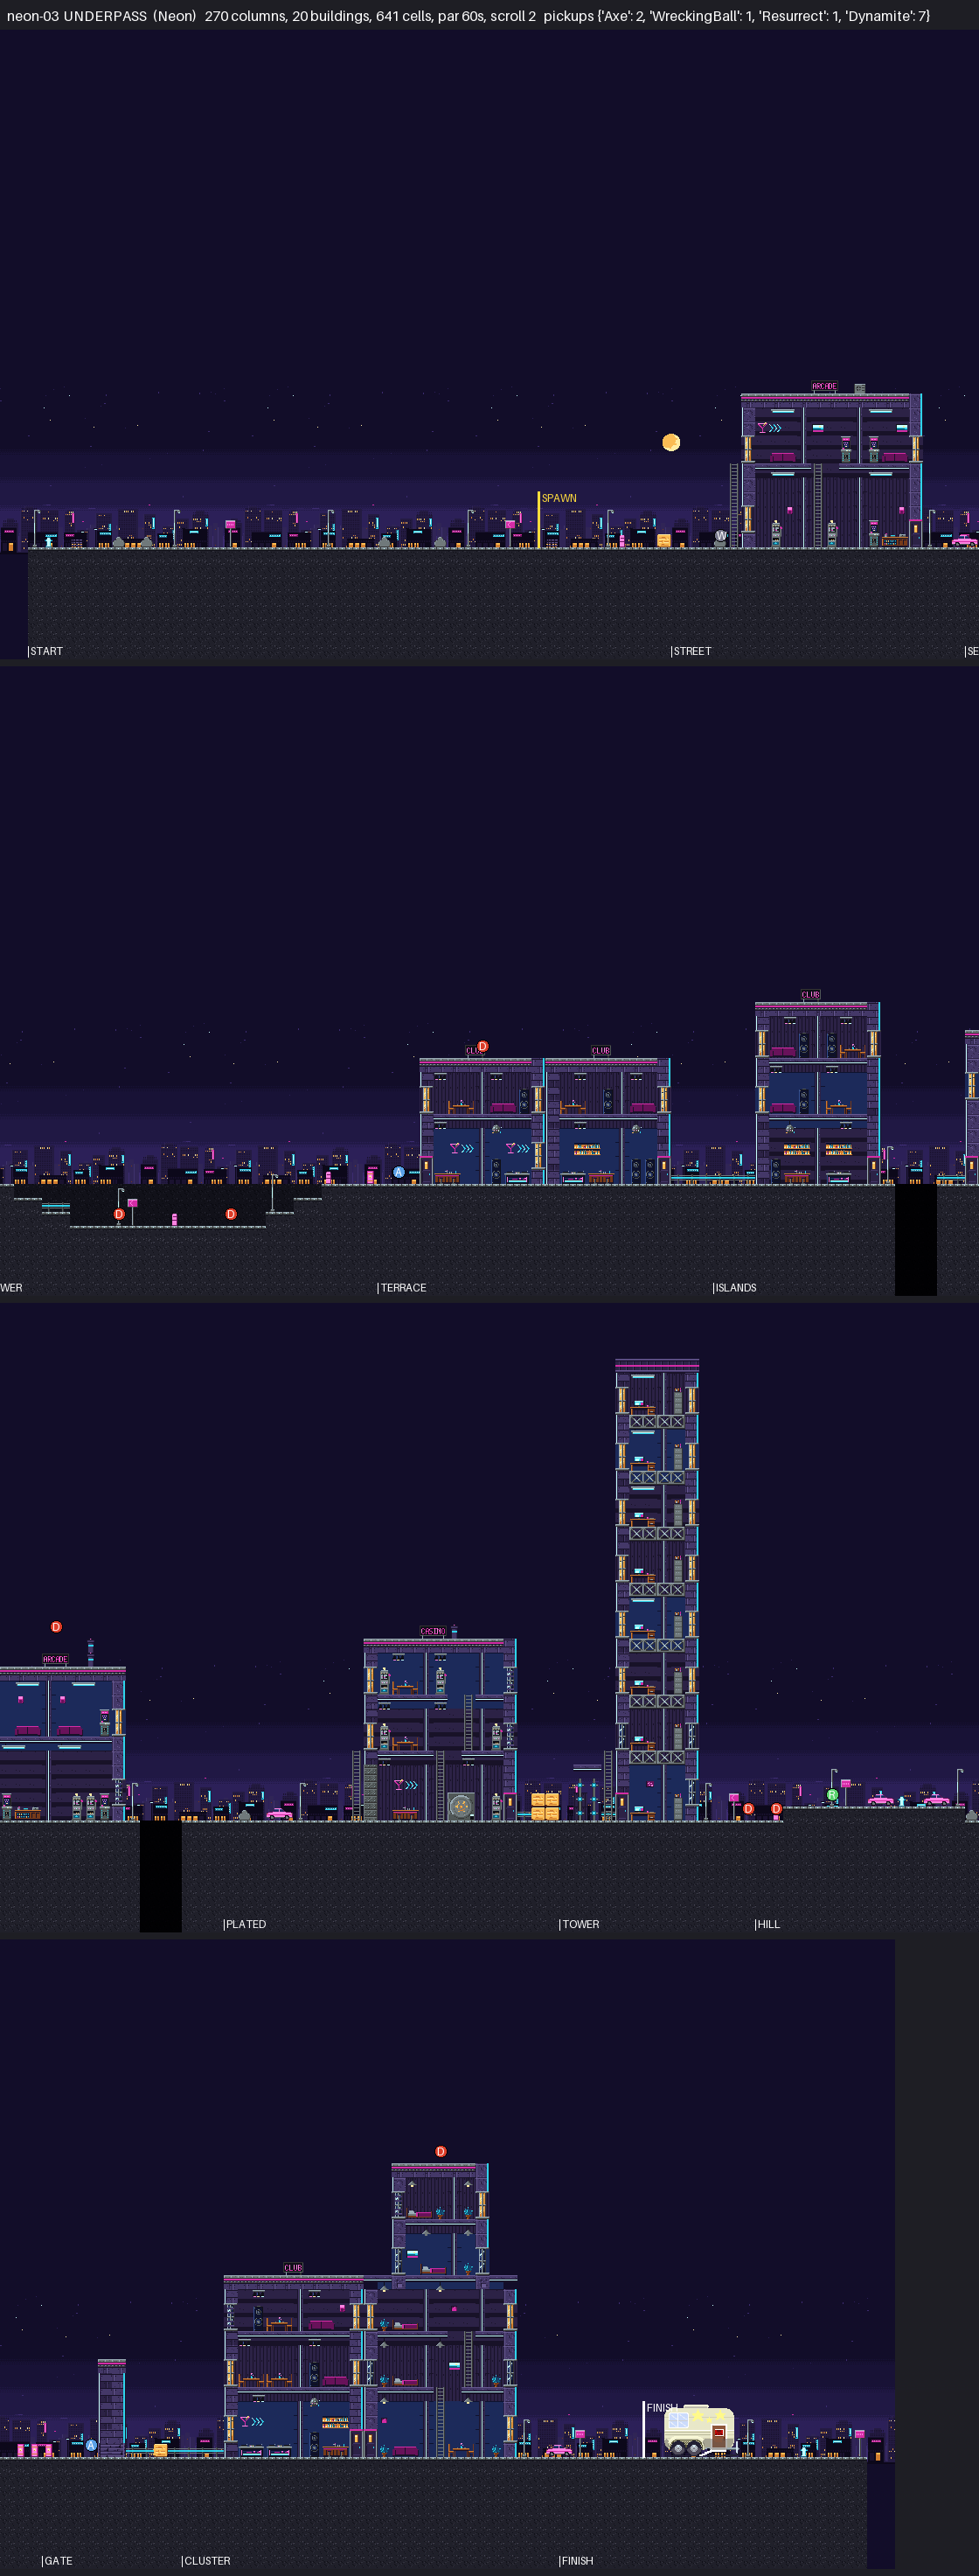 neon-03 UNDERPASS (Neon) 270 columns, 20 buildings, 641 cells, par 60s, scroll 2 pickups {'Axe': 2, 'WreckingBall': 1, 'Resurrect': 1, 'Dynamite': 7}
ARCADE
SPAWN
W
|START
|STREET
|SE
CLUB
CLUB
D
CLUB
A
D
D
WER
|TERRACE
|ISLANDS
D
ARCADE
CASINO
R
D
D
|PLATED
|TOWER
|HILL
D
CLUB
FINISH
A
|GATE
|CLUSTER
|FINISH